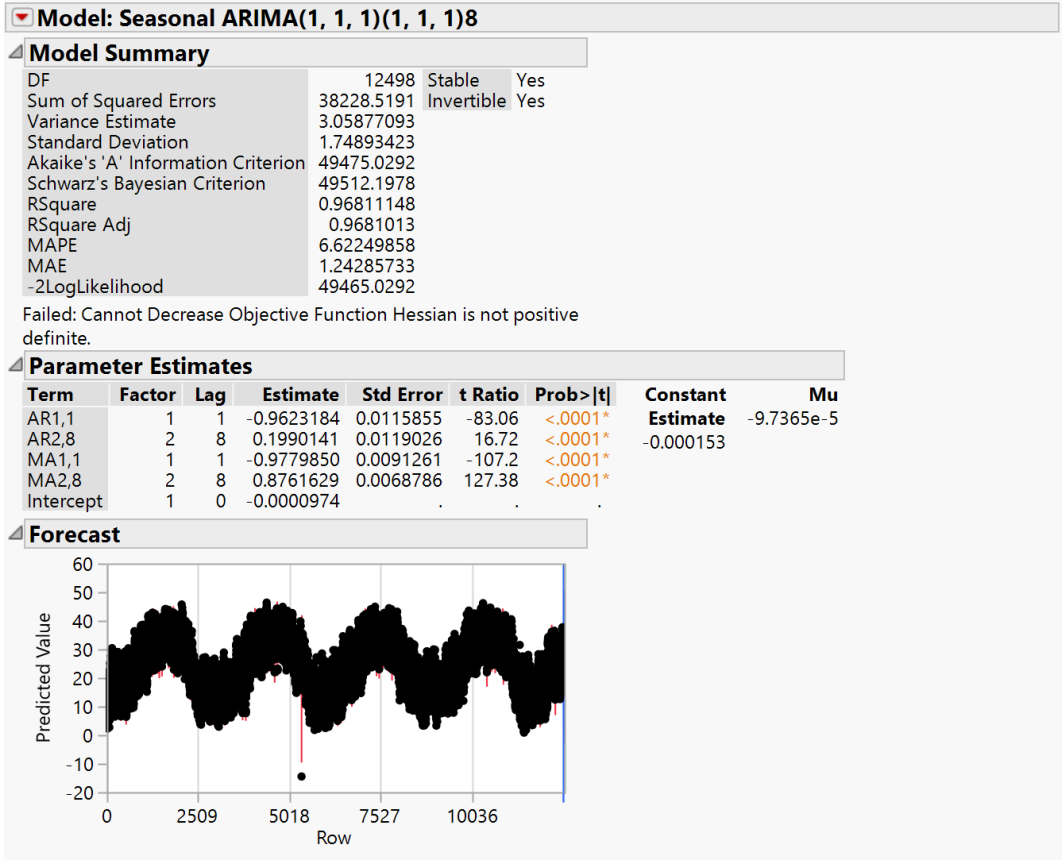 Model: Seasonal ARIMA(1, 1, 1)(1, 1, 1)8
Model Summary
DF 12498 Stable Yes
Sum of Squared Errors 38228.5191 Invertible Yes
Variance Estimate 3.05877093
Standard Deviation 1.74893423
Akaike's 'A' Information Criterion 49475.0292
Schwarz's Bayesian Criterion 49512.1978
RSquare 0.96811148
RSquare Adj 0.9681013
MAPE 6.62249858
MAE 1.24285733
-2LogLikelihood 49465.0292
Failed: Cannot Decrease Objective Function Hessian is not positive
definite.
Parameter Estimates
Term Factor Lag Estimate Std Error t Ratio Prob>|t| Constant Mu
AR1,1 1 1 -0.9623184 0.0115855 -83.06 <.0001* Estimate -9.7365e-5
AR2,8 2 8 0.1990141 0.0119026 16.72 <.0001* -0.000153
MA1,1 1 1 -0.9779850 0.0091261 -107.2 <.0001*
MA2,8 2 8 0.8761629 0.0068786 127.38 <.0001*
Intercept 1 0 -0.0000974 . . .
Forecast
60
50
40
30
20
10
0
-10
-20
Predicted Value
0 2509 5018 7527 10036
Row